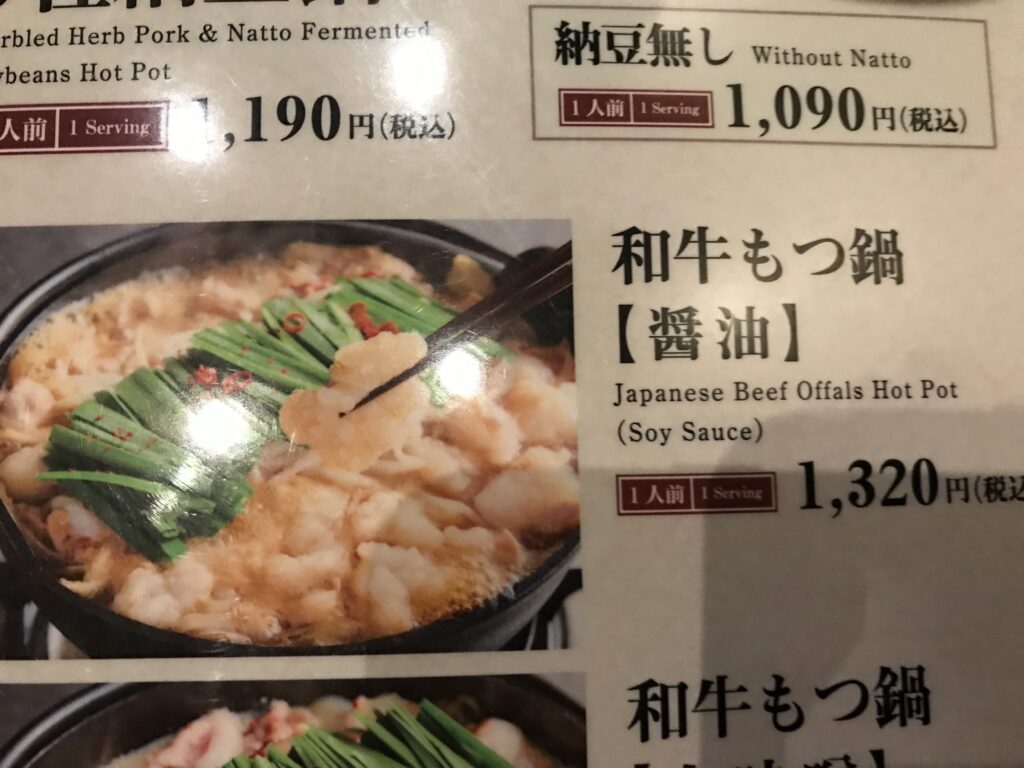 Herb Pork & Natto Fermented
Hot Pot
人前 1 Serving 1,190円(税込)
納豆無し Without Natto
1人前 1 Serving 1,090円(税込)
和牛もつ鍋
【醤油】
Japanese Beef Offals Hot Pot
(Soy Sauce)
1人前 1 Serving 1,320円(税込
和牛もつ鍋